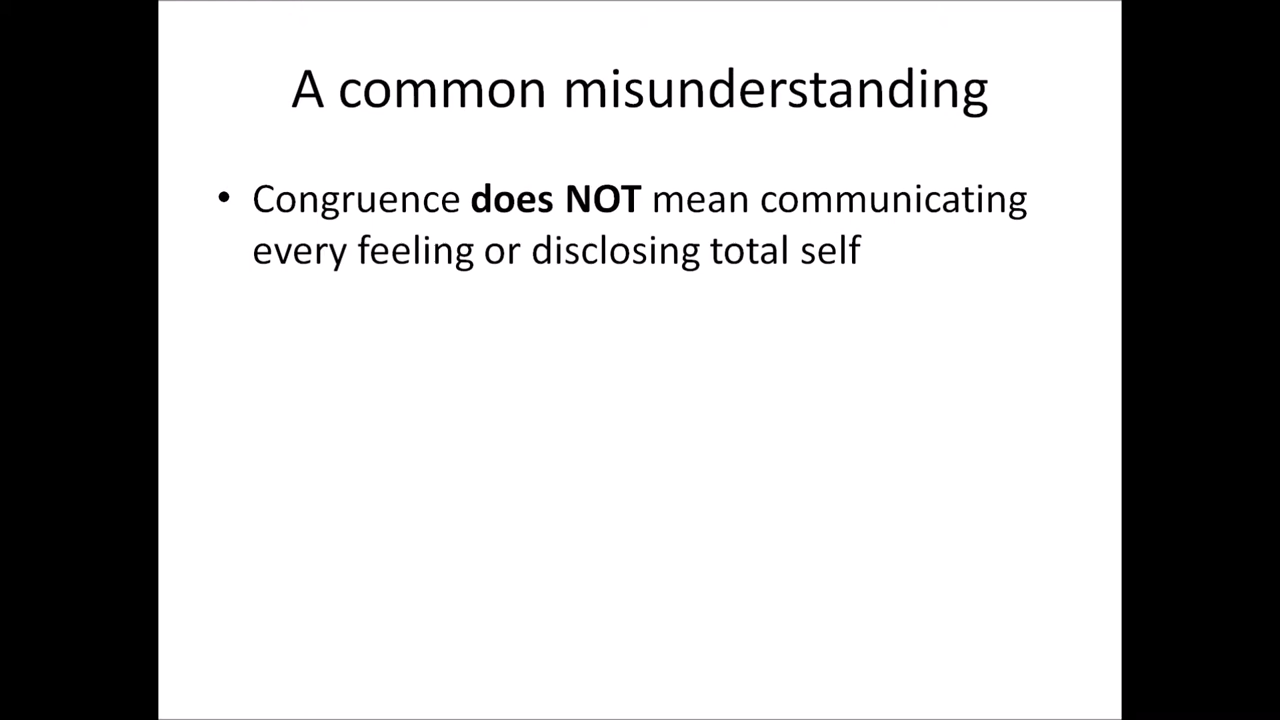 A common misunderstanding
• Congruence does NOT mean communicating
every feeling or disclosing total self